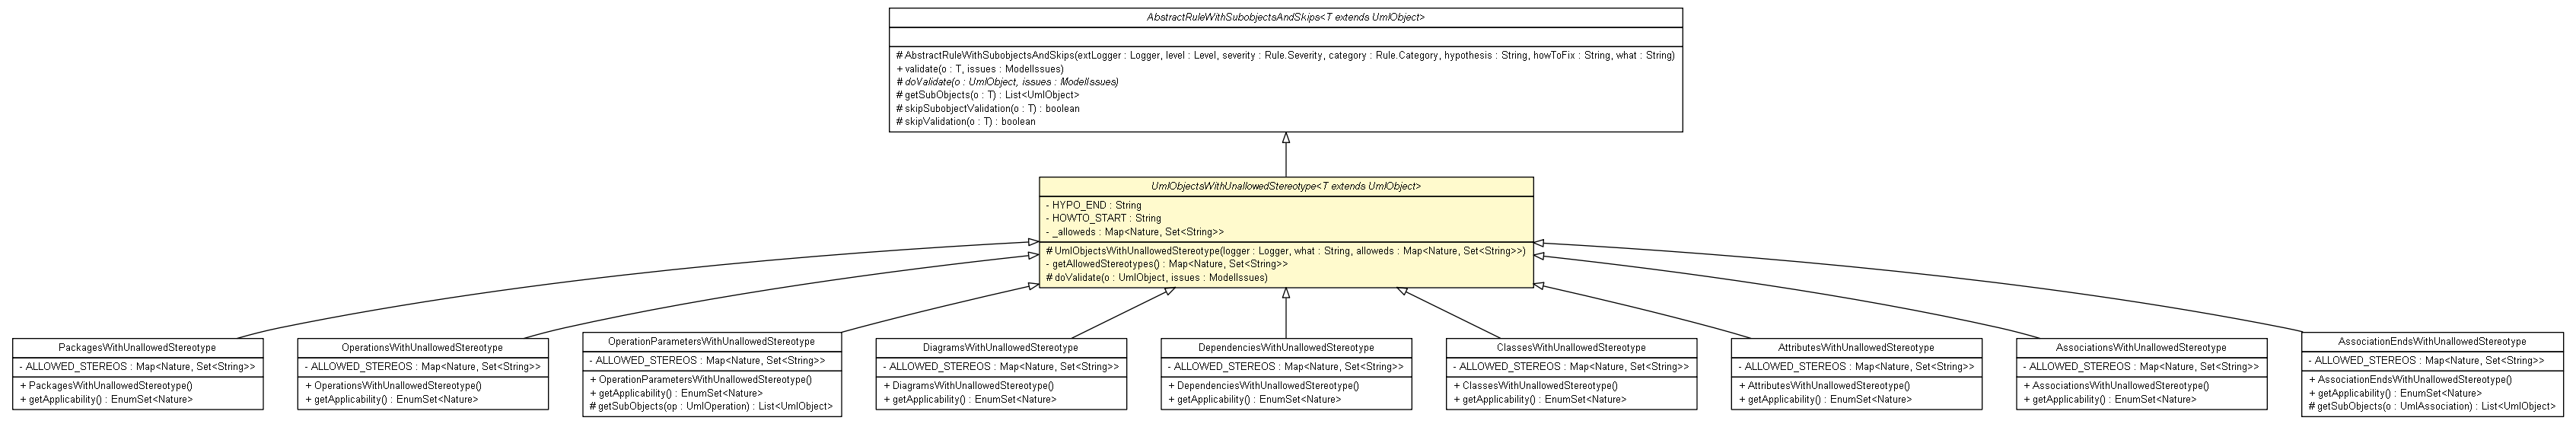 AbstractRuleWithSubobjectsAndSkips<T extends UmlObject>
# AbstractRuleWithSubobjectsAndSkips(extLogger : Logger, level : Level, severity : Rule.Severity, category : Rule.Category, hypothesis : String, howToFix : String, what : String)
+ validate(o : T, issues : ModelIssues)
# doValidate(o : UmlObject, issues : ModelIssues)
# getSubObjects(o : T) : List<UmlObject>
# skipSubobjectValidation(o : T) : boolean
# skipValidation(o : T) : boolean
UmlObjectsWithUnallowedStereotype<T extends UmlObject>
- HYPO_END : String
- HOWTO_START : String
- _alloweds : Map<Nature, Set<String>>
# UmlObjectsWithUnallowedStereotype(logger : Logger, what : String, alloweds : Map<Nature, Set<String>>)
- getAllowedStereotypes() : Map<Nature, Set<String>>
# doValidate(o : UmlObject, issues : ModelIssues)
PackagesWithUnallowedStereotype
- ALLOWED_STEREOS : Map<Nature, Set<String>>
+ PackagesWithUnallowedStereotype()
+ getApplicability() : EnumSet<Nature>
OperationsWithUnallowedStereotype
- ALLOWED_STEREOS : Map<Nature, Set<String>>
+ OperationsWithUnallowedStereotype()
+ getApplicability() : EnumSet<Nature>
OperationParametersWithUnallowedStereotype
- ALLOWED_STEREOS : Map<Nature, Set<String>>
+ OperationParametersWithUnallowedStereotype()
+ getApplicability() : EnumSet<Nature>
# getSubObjects(op : UmlOperation) : List<UmlObject>
DiagramsWithUnallowedStereotype
- ALLOWED_STEREOS : Map<Nature, Set<String>>
+ DiagramsWithUnallowedStereotype()
+ getApplicability() : EnumSet<Nature>
DependenciesWithUnallowedStereotype
- ALLOWED_STEREOS : Map<Nature, Set<String>>
+ DependenciesWithUnallowedStereotype()
+ getApplicability() : EnumSet<Nature>
ClassesWithUnallowedStereotype
- ALLOWED_STEREOS : Map<Nature, Set<String>>
+ ClassesWithUnallowedStereotype()
+ getApplicability() : EnumSet<Nature>
AttributesWithUnallowedStereotype
- ALLOWED_STEREOS : Map<Nature, Set<String>>
+ AttributesWithUnallowedStereotype()
+ getApplicability() : EnumSet<Nature>
AssociationsWithUnallowedStereotype
- ALLOWED_STEREOS : Map<Nature, Set<String>>
+ AssociationsWithUnallowedStereotype()
+ getApplicability() : EnumSet<Nature>
AssociationEndsWithUnallowedStereotype
- ALLOWED_STEREOS : Map<Nature, Set<String>>
+ AssociationEndsWithUnallowedStereotype()
+ getApplicability() : EnumSet<Nature>
# getSubObjects(o : UmlAssociation) : List<UmlObject>